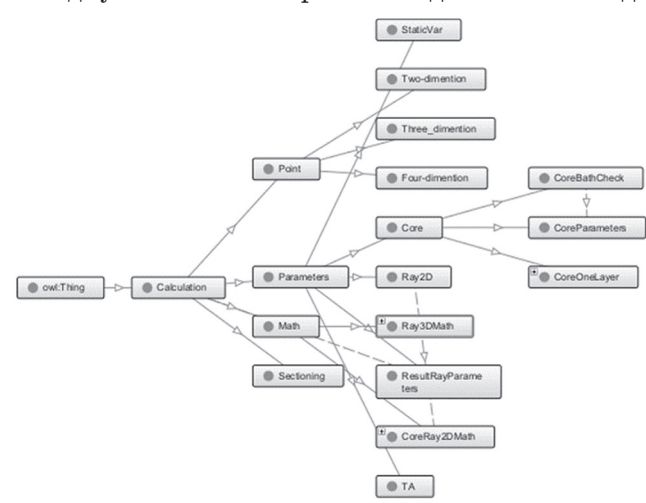 StaticVar
Two-dimention
Three_dimention
Point
Four-dimention
CoreBathCheck
Core
CoreParameters
owl:Thing
Calculation
Parameters
Ray2D
CoreOneLayer
Math
Ray3DMath
Sectioning
ResultRayParame
ters
CoreRay2DMath
TA